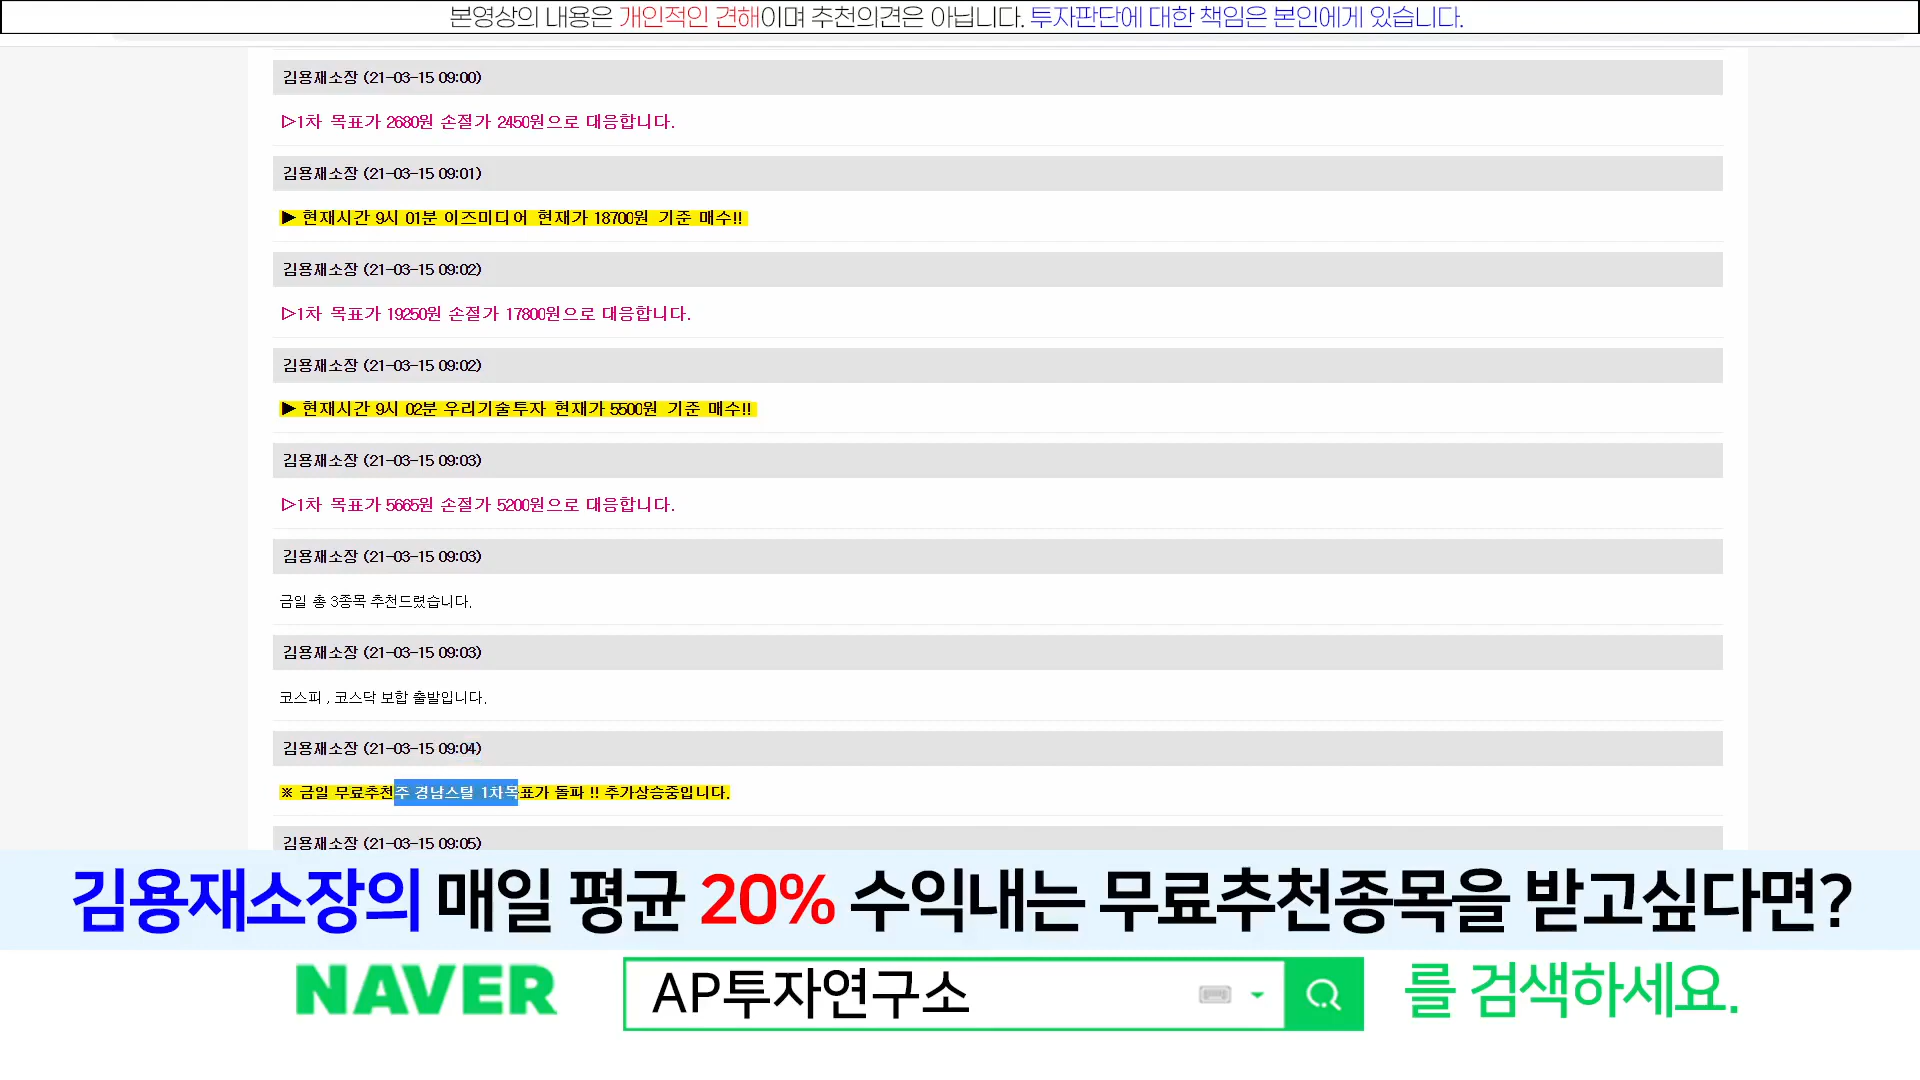 본영상의 내용은 개인적인 견해이며 추천의견은 아닙니다. 투자판단에 대한 책임은 본인에게 있습니다.
김용재소장 (21-03-15 09:00)
▷1차 목표가 2680원 손절가 2450원으로 대응합니다.
김용재소장 (21-03-15 09:01)
▶ 현재시간 9시 01분 이즈미디어 현재가 18700원 기준 매수!!
김용재소장 (21-03-15 09:02)
▷1차 목표가 19250원 손절가 17800원으로 대응합니다.
김용재소장 (21-03-15 09:02)
▶ 현재시간 9시 02분 우리기술투자 현재가 5500원 기준 매수!!
김용재소장 (21-03-15 09:03)
▷1차 목표가 5665원 손절가 5200원으로 대응합니다.
김용재소장 (21-03-15 09:03)
금일 총 3종목 추천드렸습니다.
김용재소장 (21-03-15 09:03)
코스피 , 코스닥 보합 출발입니다.
김용재소장 (21-03-15 09:04)
※ 금일 무료추천주 경남스틸 1차목표가 돌파 !! 추가상승중입니다.
김용재소장 (21-03-15 09:05)
김용재소장의 매일 평균 20% 수익내는 무료추천종목을 받고싶다면?
NAVER AP투자연구소 를 검색하세요.